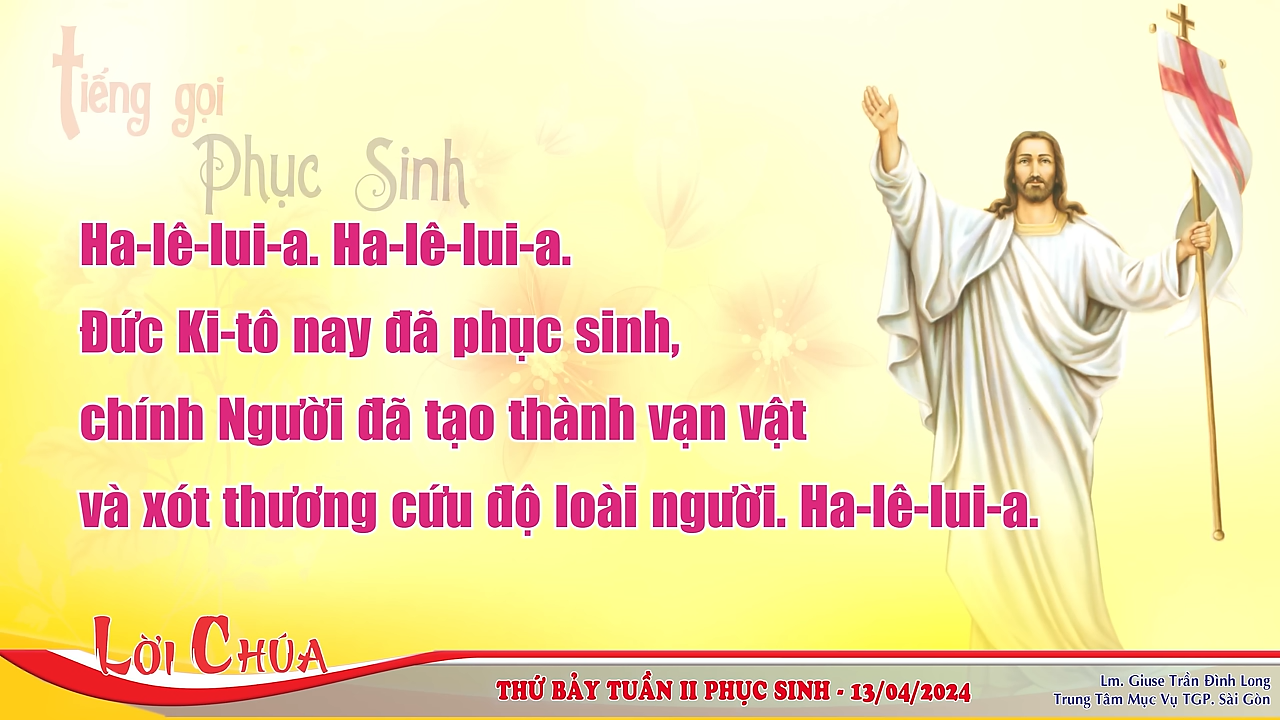 tiếng gọi
Phục Sinh
Ha-lê-lui-a. Ha-lê-lui-a.
Đức Ki-tô nay đã phục sinh,
chính Người đã tạo thành vạn vật
và xót thương cứu độ loài người. Ha-lê-lui-a.
LỜI CHÚA
THỨ BẢY TUẦN II PHỤC SINH - 13/04/2024
Lm. Giuse Trần Đình Long
Trung Tâm Mục Vụ TGP. Sài Gòn